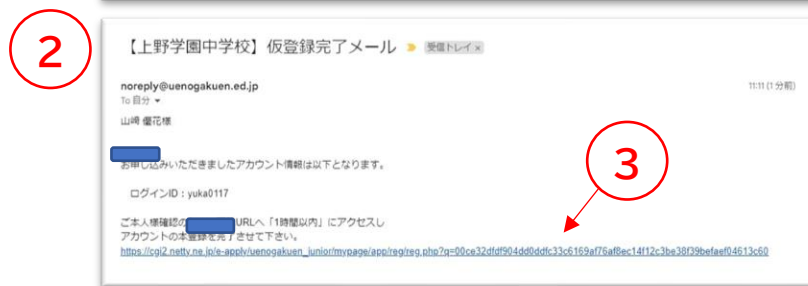 2
【上野学園中学校】仮登録完了メール 受信トレイ×
noreply@uenogakuen.ed.jp 11:11 (1 分前)
To 自分
山崎 優花様
お申し込みいただきましたアカウント情報は以下となります。
3
ログインID：yuka0117
ご本人様確認の URLへ「1時間以内」にアクセスし
アカウントの本登録を完了させて下さい。
https://cgi2.netty.ne.jp/e-apply/uenogakuen_junior/mypage/app/reg/reg.php?q=00ce32dfdf904dd0ddfc33c6169af76af8ec14f12c3be38f39befaef04613c60